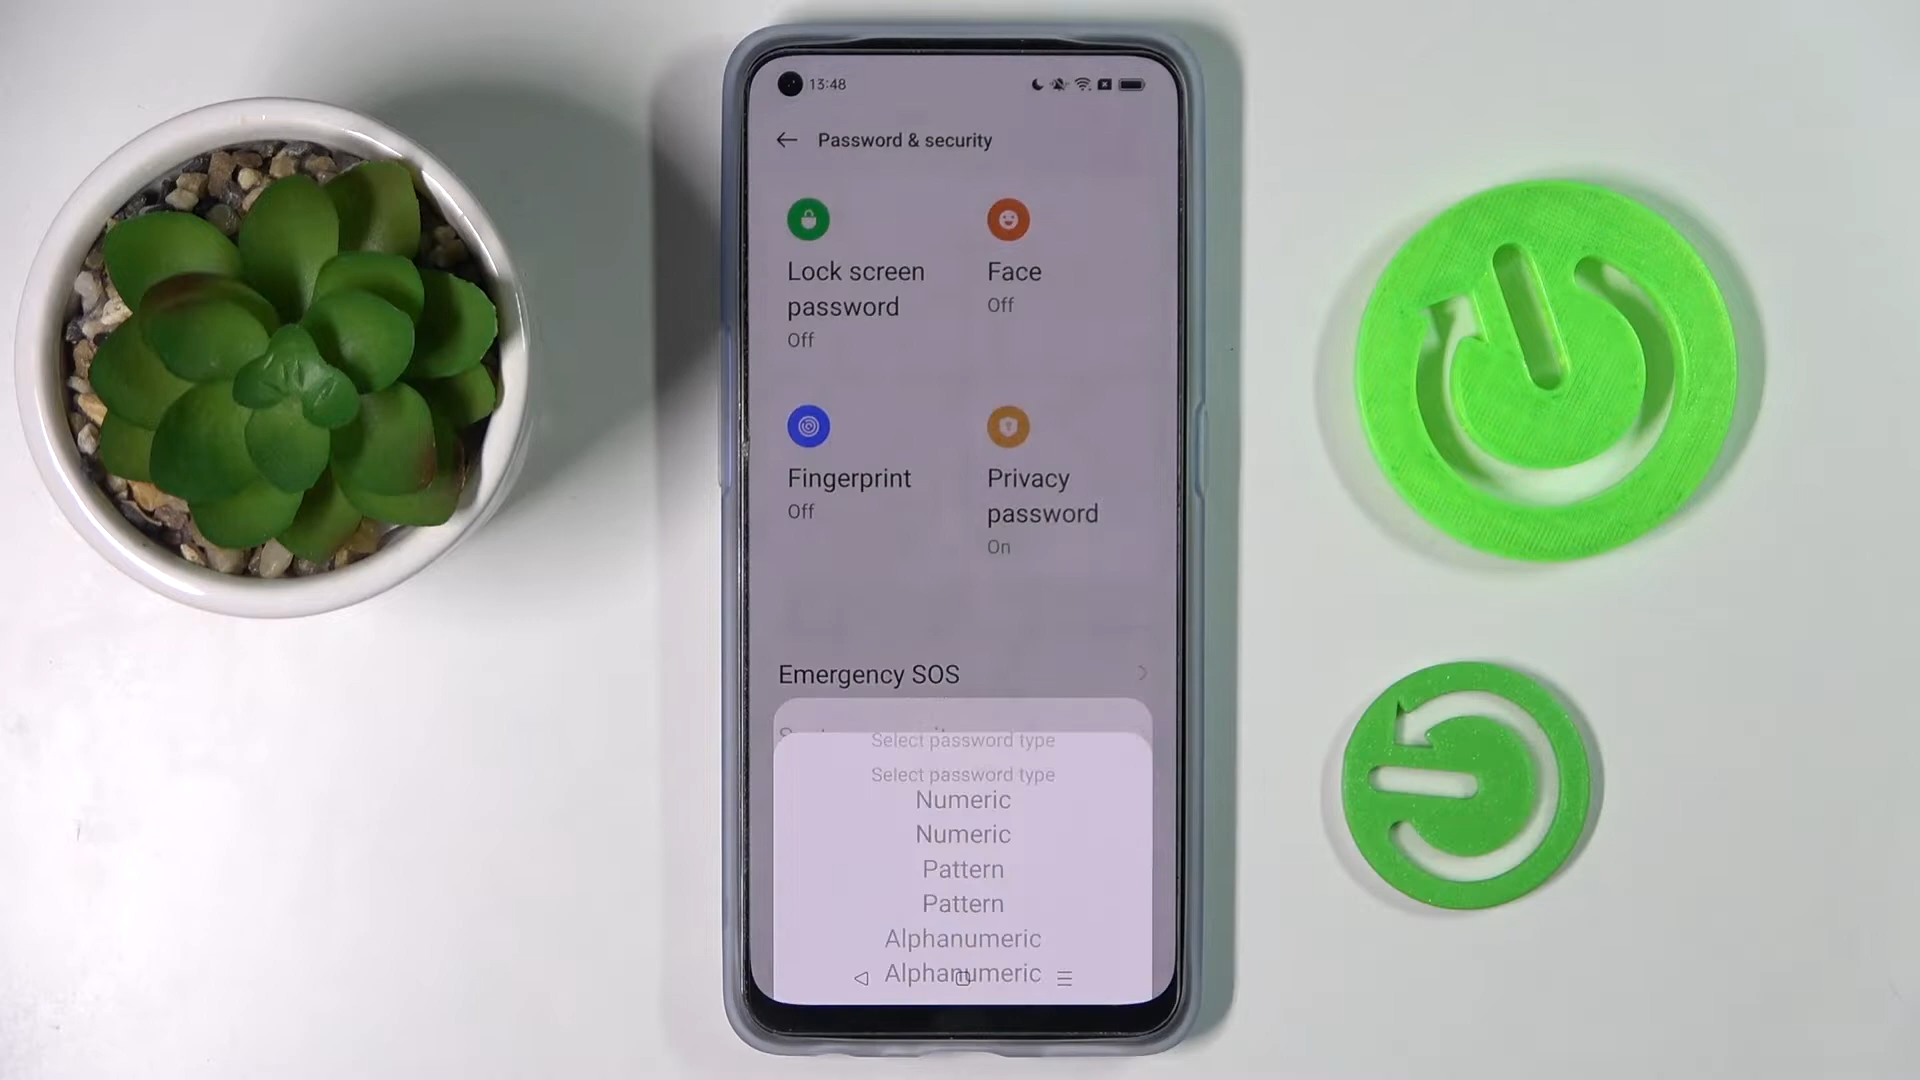 13:48
Password & security
Lock screen
password
Off
Face
Off
Fingerprint
Off
Privacy
password
On
Emergency SOS
Select password type
Select password type
Numeric
Numeric
Pattern
Pattern
Alphanumeric
Alphanumeric